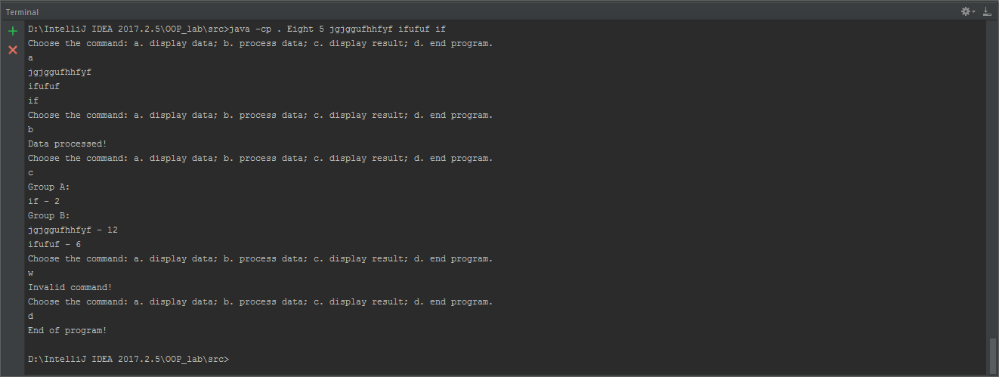 Terminal
D:\IntelliJ IDEA 2017.2.5\OOP_lab\src>java -cp . Eight 5 jgjggufhhfyf ifufuf if
Choose the command: a. display data; b. process data; c. display result; d. end program.
a
jgjggufhhfyf
ifufuf
if
Choose the command: a. display data; b. process data; c. display result; d. end program.
b
Data processed!
Choose the command: a. display data; b. process data; c. display result; d. end program.
c
Group A:
if - 2
Group B:
jgjggufhhfyf - 12
ifufuf - 6
Choose the command: a. display data; b. process data; c. display result; d. end program.
w
Invalid command!
Choose the command: a. display data; b. process data; c. display result; d. end program.
d
End of program!
D:\IntelliJ IDEA 2017.2.5\OOP_lab\src>